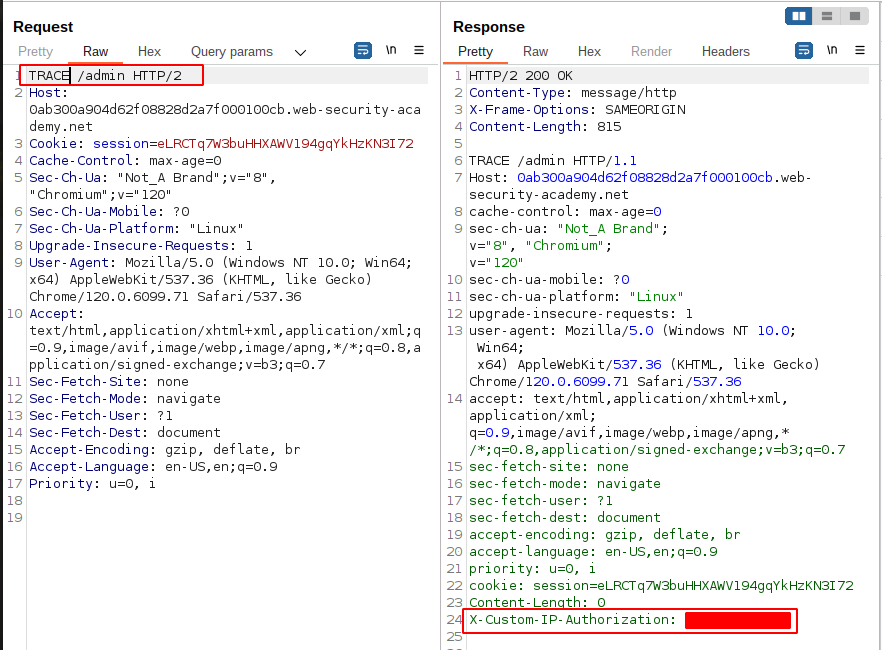 Request
Pretty Raw Hex Query params \n
1 TRACE /admin HTTP/2
2 Host:
0ab300a904d62f08828d2a7f000100cb.web-security-aca
demy.net
3 Cookie: session=eLRCTq7W3buHHXAWV194gqYkHzKN3I72
4 Cache-Control: max-age=0
5 Sec-Ch-Ua: "Not_A Brand";v="8",
"Chromium";v="120"
6 Sec-Ch-Ua-Mobile: ?0
7 Sec-Ch-Ua-Platform: "Linux"
8 Upgrade-Insecure-Requests: 1
9 User-Agent: Mozilla/5.0 (Windows NT 10.0; Win64;
x64) AppleWebKit/537.36 (KHTML, like Gecko)
Chrome/120.0.6099.71 Safari/537.36
10 Accept:
text/html,application/xhtml+xml,application/xml;q
=0.9,image/avif,image/webp,image/apng,*/*;q=0.8,a
pplication/signed-exchange;v=b3;q=0.7
11 Sec-Fetch-Site: none
12 Sec-Fetch-Mode: navigate
13 Sec-Fetch-User: ?1
14 Sec-Fetch-Dest: document
15 Accept-Encoding: gzip, deflate, br
16 Accept-Language: en-US,en;q=0.9
17 Priority: u=0, i
18
19
Response
Pretty Raw Hex Render Headers \n
1 HTTP/2 200 OK
2 Content-Type: message/http
3 X-Frame-Options: SAMEORIGIN
4 Content-Length: 815
5
6 TRACE /admin HTTP/1.1
7 Host: 0ab300a904d62f08828d2a7f000100cb.web-
security-academy.net
8 cache-control: max-age=0
9 sec-ch-ua: "Not_A Brand";
v="8", "Chromium";
v="120"
10 sec-ch-ua-mobile: ?0
11 sec-ch-ua-platform: "Linux"
12 upgrade-insecure-requests: 1
13 user-agent: Mozilla/5.0 (Windows NT 10.0;
Win64;
x64) AppleWebKit/537.36 (KHTML, like Gecko)
Chrome/120.0.6099.71 Safari/537.36
14 accept: text/html,application/xhtml+xml,
application/xml;
q=0.9,image/avif,image/webp,image/apng,*
/*;q=0.8,application/signed-exchange;v=b3;q=0.7
15 sec-fetch-site: none
16 sec-fetch-mode: navigate
17 sec-fetch-user: ?1
18 sec-fetch-dest: document
19 accept-encoding: gzip, deflate, br
20 accept-language: en-US,en;q=0.9
21 priority: u=0, i
22 cookie: session=eLRCTq7W3buHHXAWV194gqYkHzKN3I72
23 Content-Length: 0
24 X-Custom-IP-Authorization:
25